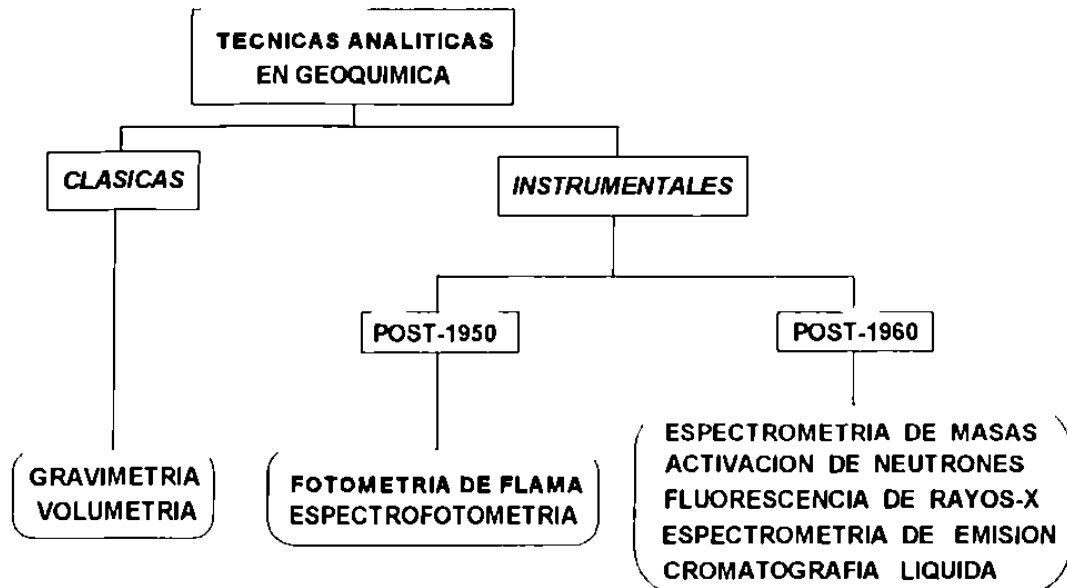 TECNICAS ANALITICAS
EN GEOQUIMICA
CLASICAS
INSTRUMENTALES
POST-1950
POST-1960
GRAVIMETRIA
VOLUMETRIA
FOTOMETRIA DE FLAMA
ESPECTROFOTOMETRIA
ESPECTROMETRIA DE MASAS
ACTIVACION DE NEUTRONES
FLUORESCENCIA DE RAYOS-X
ESPECTROMETRIA DE EMISION
CROMATOGRAFIA LIQUIDA